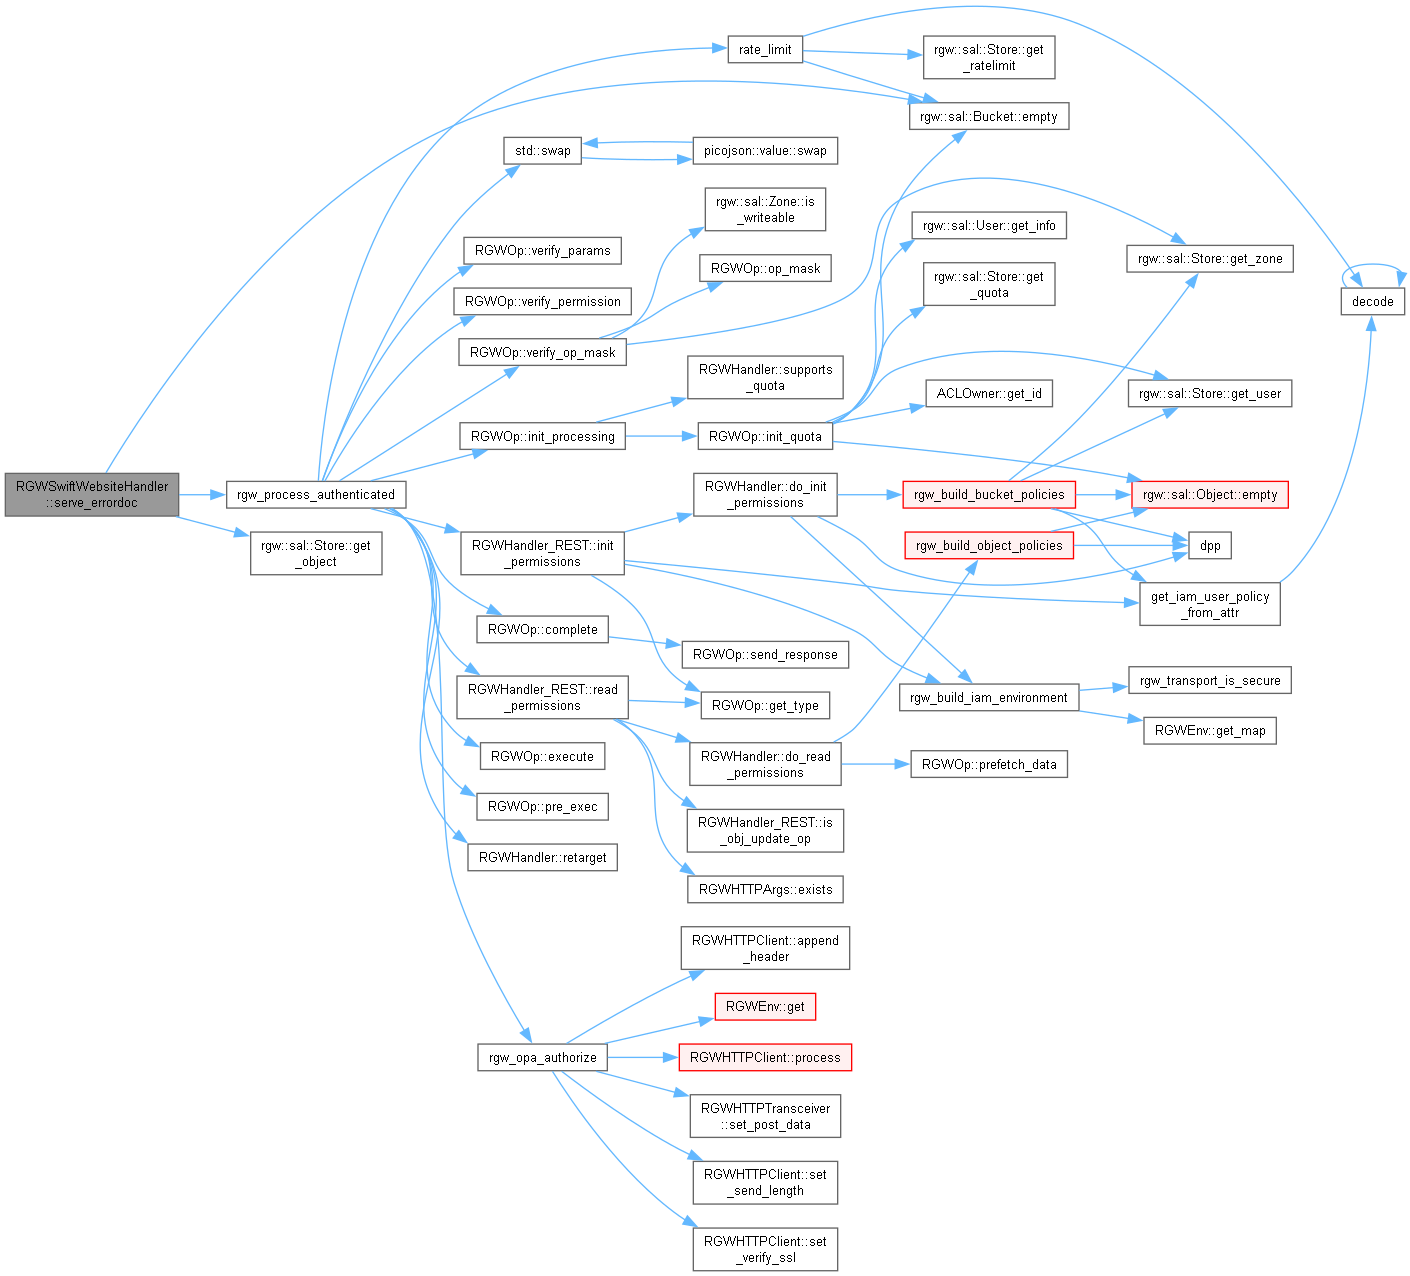 RGWSwiftWebsiteHandler
::serve_errordoc
rgw_process_authenticated
rgw::sal::Store::get
_object
rate_limit
rgw::sal::Store::get
_ratelimit
rgw::sal::Bucket::empty
std::swap
picojson::value::swap
rgw::sal::Zone::is
_writeable
RGWOp::verify_params
RGWOp::op_mask
RGWOp::verify_permission
RGWOp::verify_op_mask
rgw::sal::User::get_info
rgw::sal::Store::get_zone
rgw::sal::Store::get
_quota
decode
RGWHandler::supports
_quota
ACLOwner::get_id
rgw::sal::Store::get_user
RGWOp::init_processing
RGWOp::init_quota
RGWHandler::do_init
_permissions
rgw_build_bucket_policies
rgw::sal::Object::empty
RGWHandler_REST::init
_permissions
rgw_build_object_policies
dpp
get_iam_user_policy
_from_attr
RGWOp::complete
RGWOp::send_response
RGWHandler_REST::read
_permissions
RGWOp::get_type
rgw_build_iam_environment
rgw_transport_is_secure
RGWEnv::get_map
RGWOp::execute
RGWHandler::do_read
_permissions
RGWOp::prefetch_data
RGWOp::pre_exec
RGWHandler_REST::is
_obj_update_op
RGWHandler::retarget
RGWHTTPArgs::exists
RGWHTTPClient::append
_header
RGWEnv::get
rgw_opa_authorize
RGWHTTPClient::process
RGWHTTPTransceiver
::set_post_data
RGWHTTPClient::set
_send_length
RGWHTTPClient::set
_verify_ssl